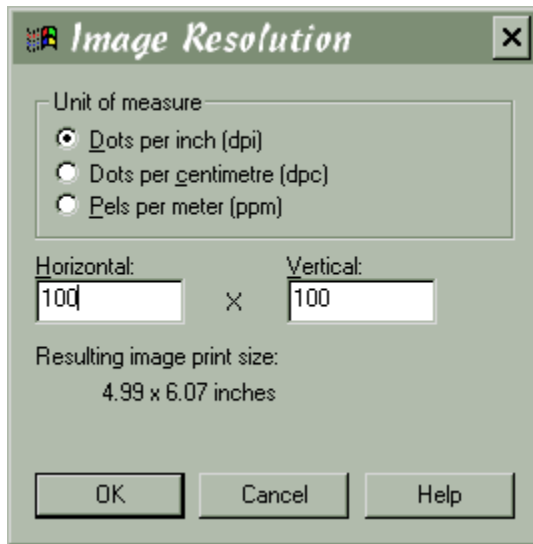 Image Resolution
Unit of measure
Dots per inch (dpi)
Dots per centimetre (dpc)
Pels per meter (ppm)
Horizontal: Vertical:
100 X 100
Resulting image print size:
4.99 x 6.07 inches
OK Cancel Help